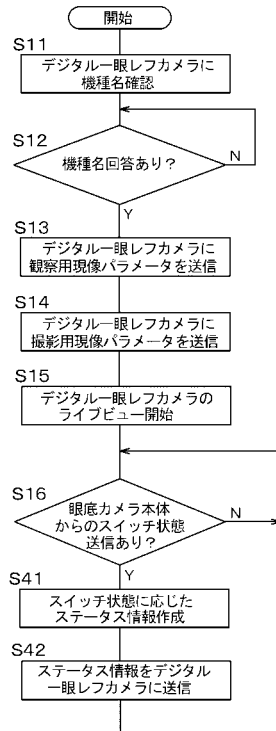 開始
S11
デジタル一眼レフカメラに
機種名確認
S12
機種名回答あり?
N
Y
S13
デジタル一眼レフカメラに
観察用現像パラメータを送信
S14
デジタル一眼レフカメラに
撮影用現像パラメータを送信
S15
デジタル一眼レフカメラの
ライブビュー開始
S16
眼底カメラ本体
からのスイッチ状態
送信あり?
N
Y
S41
スイッチ状態に応じた
ステータス情報作成
S42
ステータス情報をデジタル
一眼レフカメラに送信